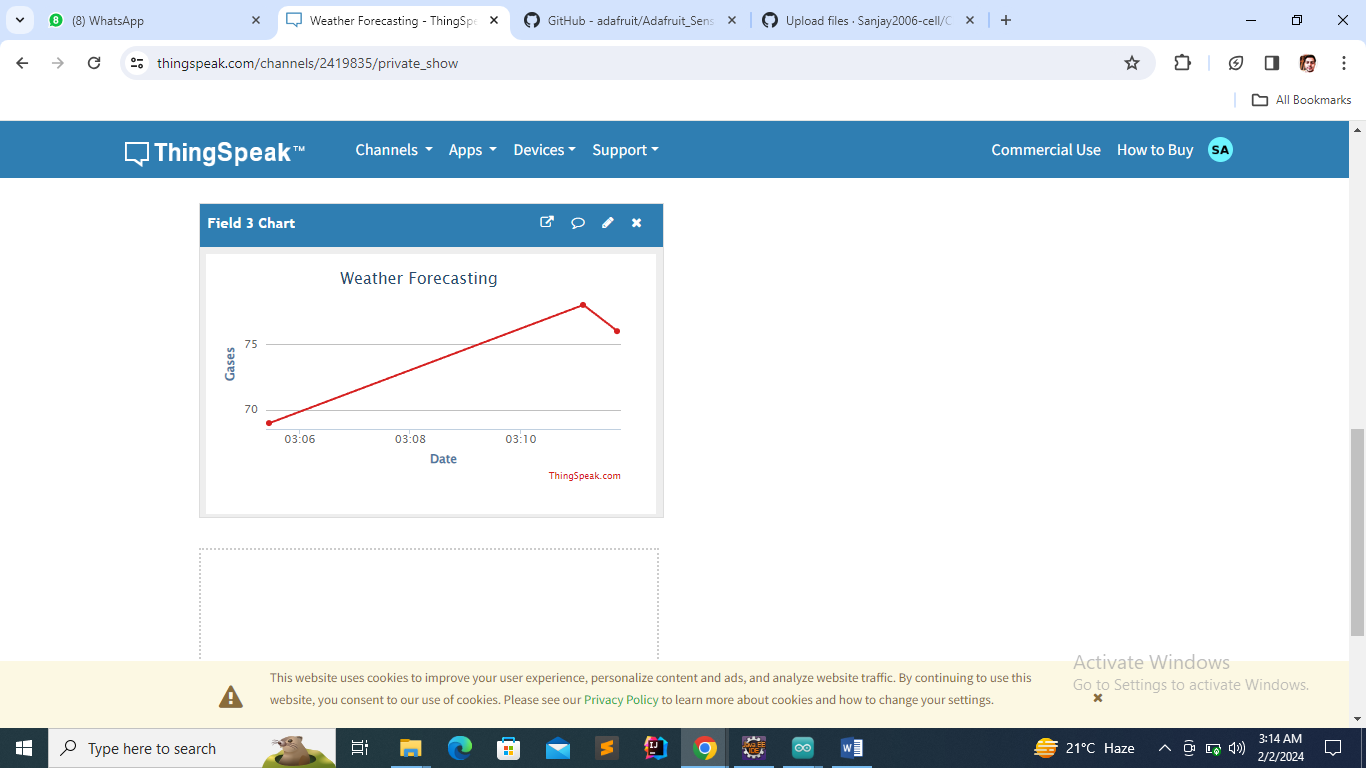 (8) WhatsApp
Weather Forecasting - ThingSpe
GitHub - adafruit/Adafruit_Sens
Upload files · Sanjay2006-cell/C
thingspeak.com/channels/2419835/private_show
All Bookmarks
ThingSpeak™
Channels
Apps
Devices
Support
Commercial Use
How to Buy
SA
Field 3 Chart
Weather Forecasting
75
70
Gases
03:06
03:08
03:10
Date
ThingSpeak.com
This website uses cookies to improve your user experience, personalize content and ads, and analyze website traffic. By continuing to use this
website, you consent to our use of cookies. Please see our Privacy Policy to learn more about cookies and how to change your settings.
Activate Windows
Go to Settings to activate Windows.
Type here to search
21°C Haze
3:14 AM
2/2/2024